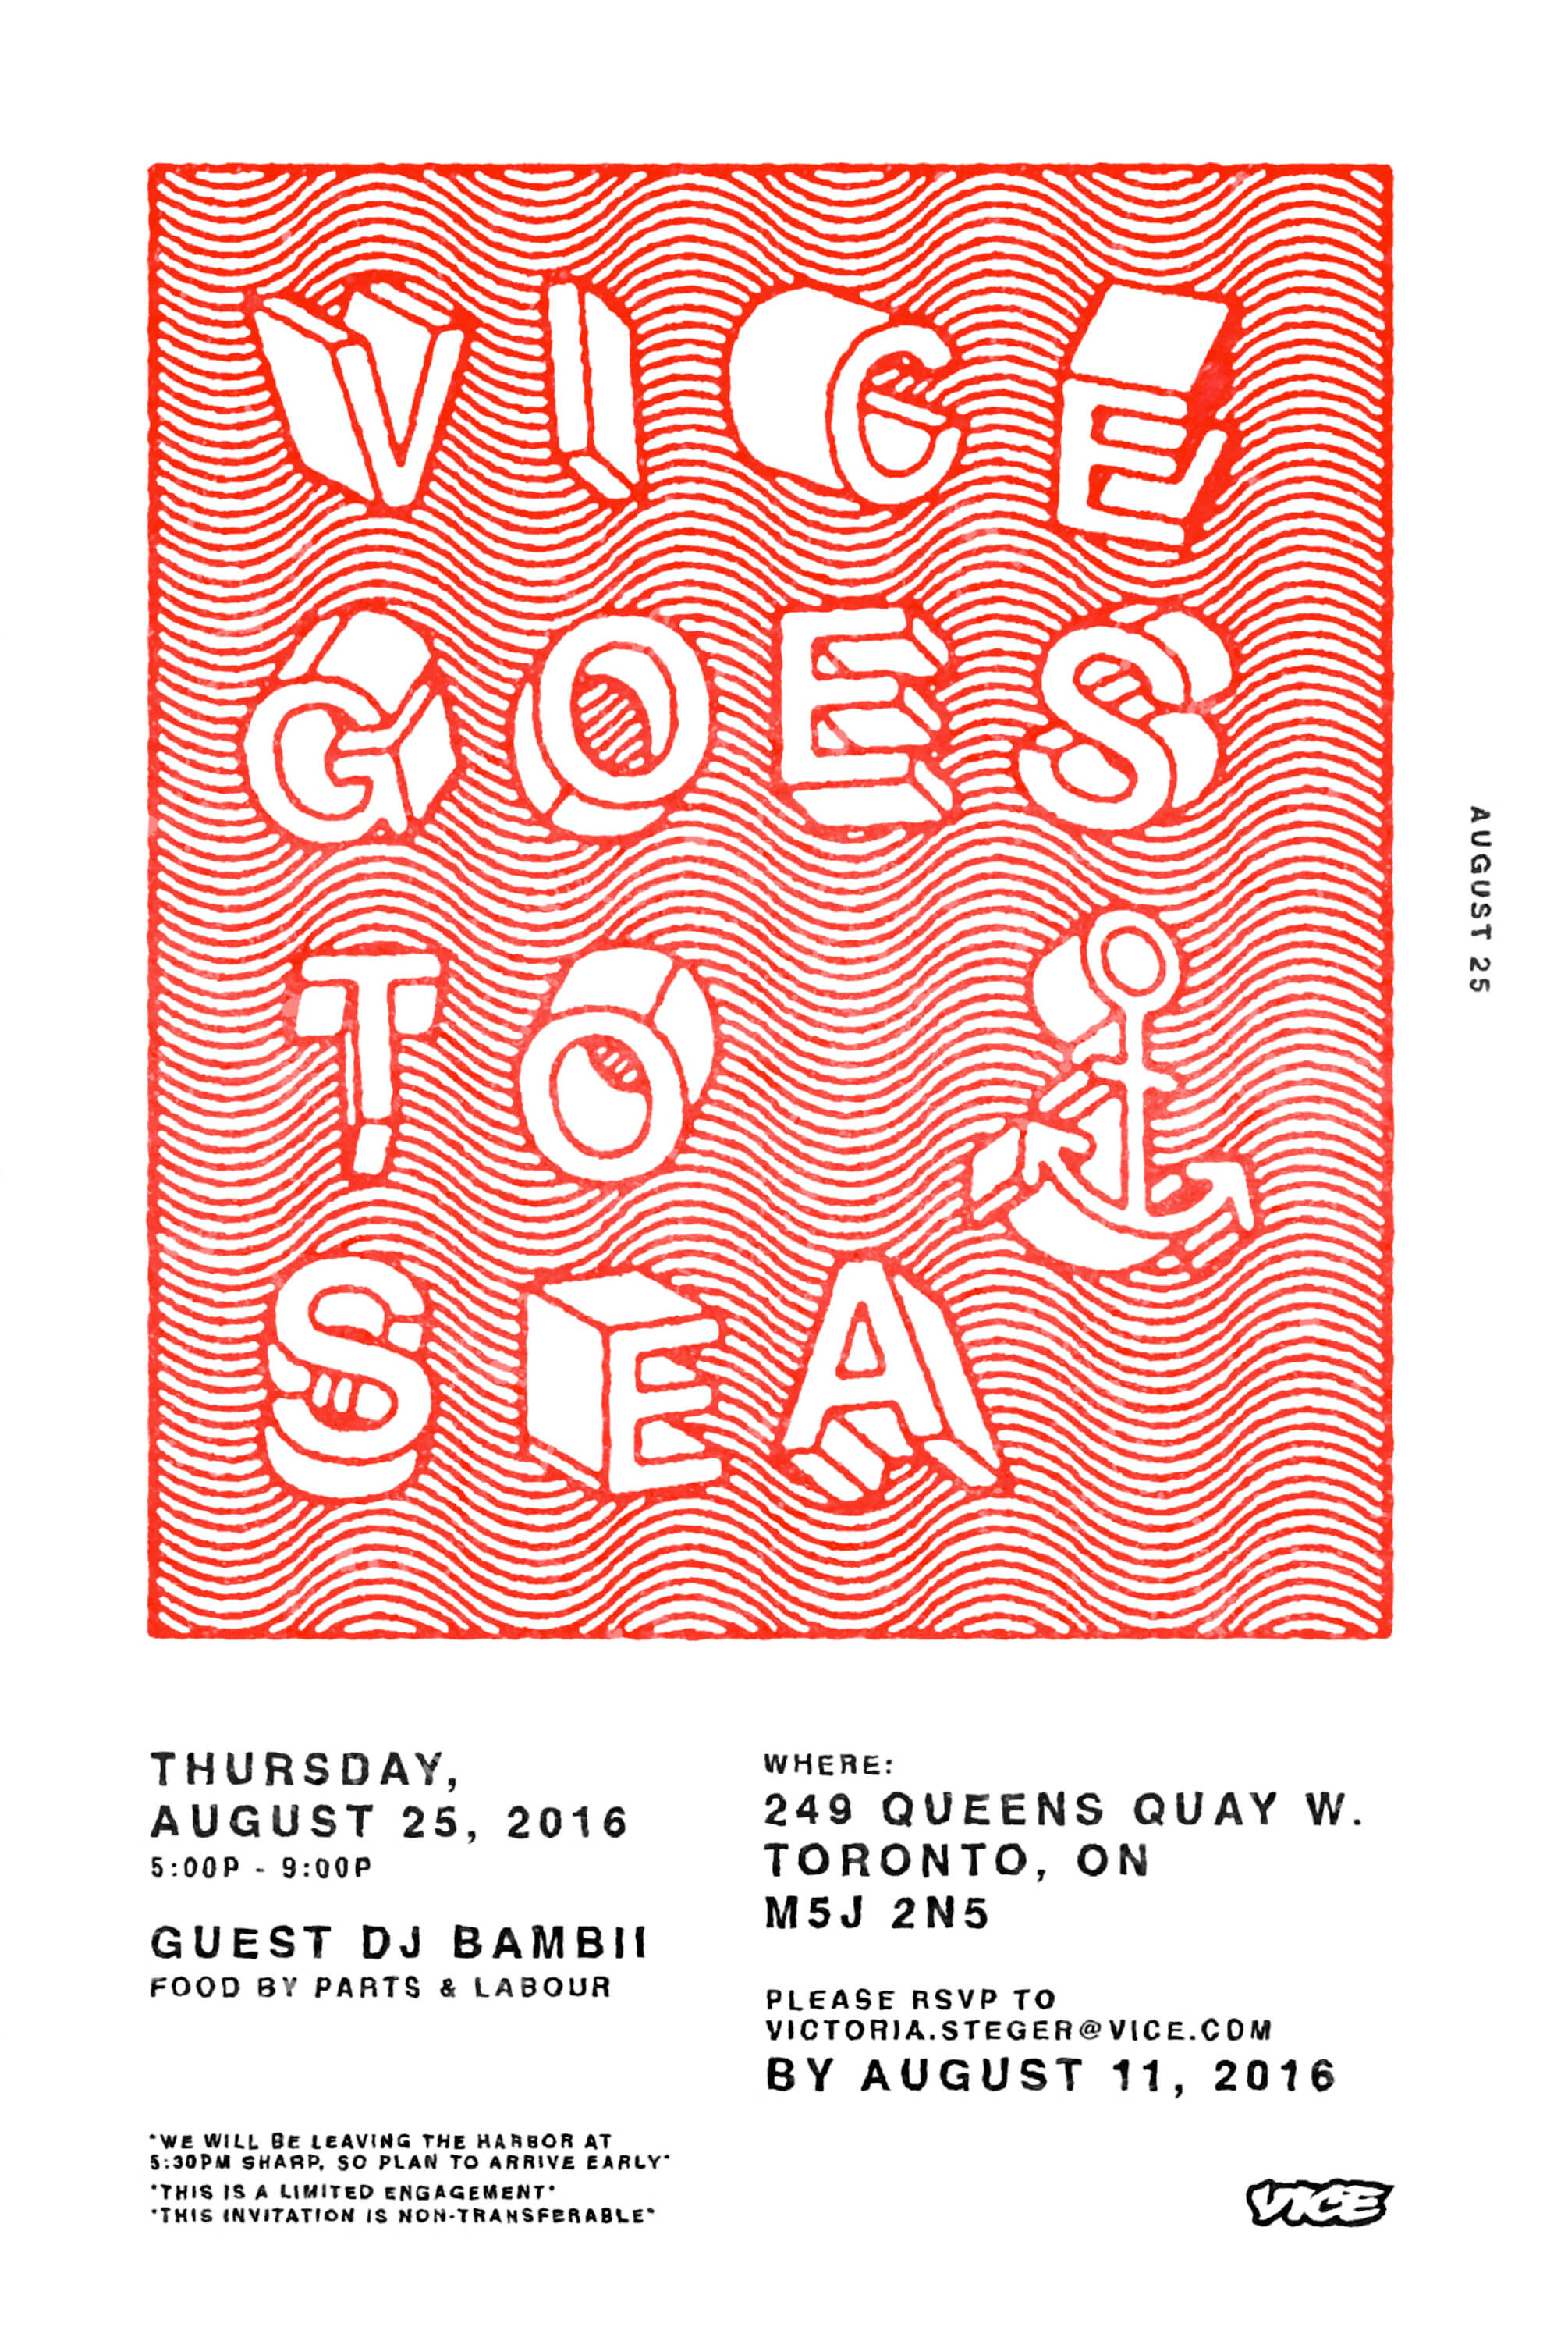 VICE
GOES
TO
SEA
AUGUST 25
THURSDAY,
AUGUST 25, 2016
5:00P - 9:00P
GUEST DJ BAMBII
FOOD BY PARTS & LABOUR
WHERE:
249 QUEENS QUAY W.
TORONTO, ON
M5J 2N5
PLEASE RSVP TO
VICTORIA.STEGER@VICE.COM
BY AUGUST 11, 2016
*WE WILL BE LEAVING THE HARBOR AT
5:30PM SHARP, SO PLAN TO ARRIVE EARLY*
*THIS IS A LIMITED ENGAGEMENT*
*THIS INVITATION IS NON-TRANSFERABLE*
VICE